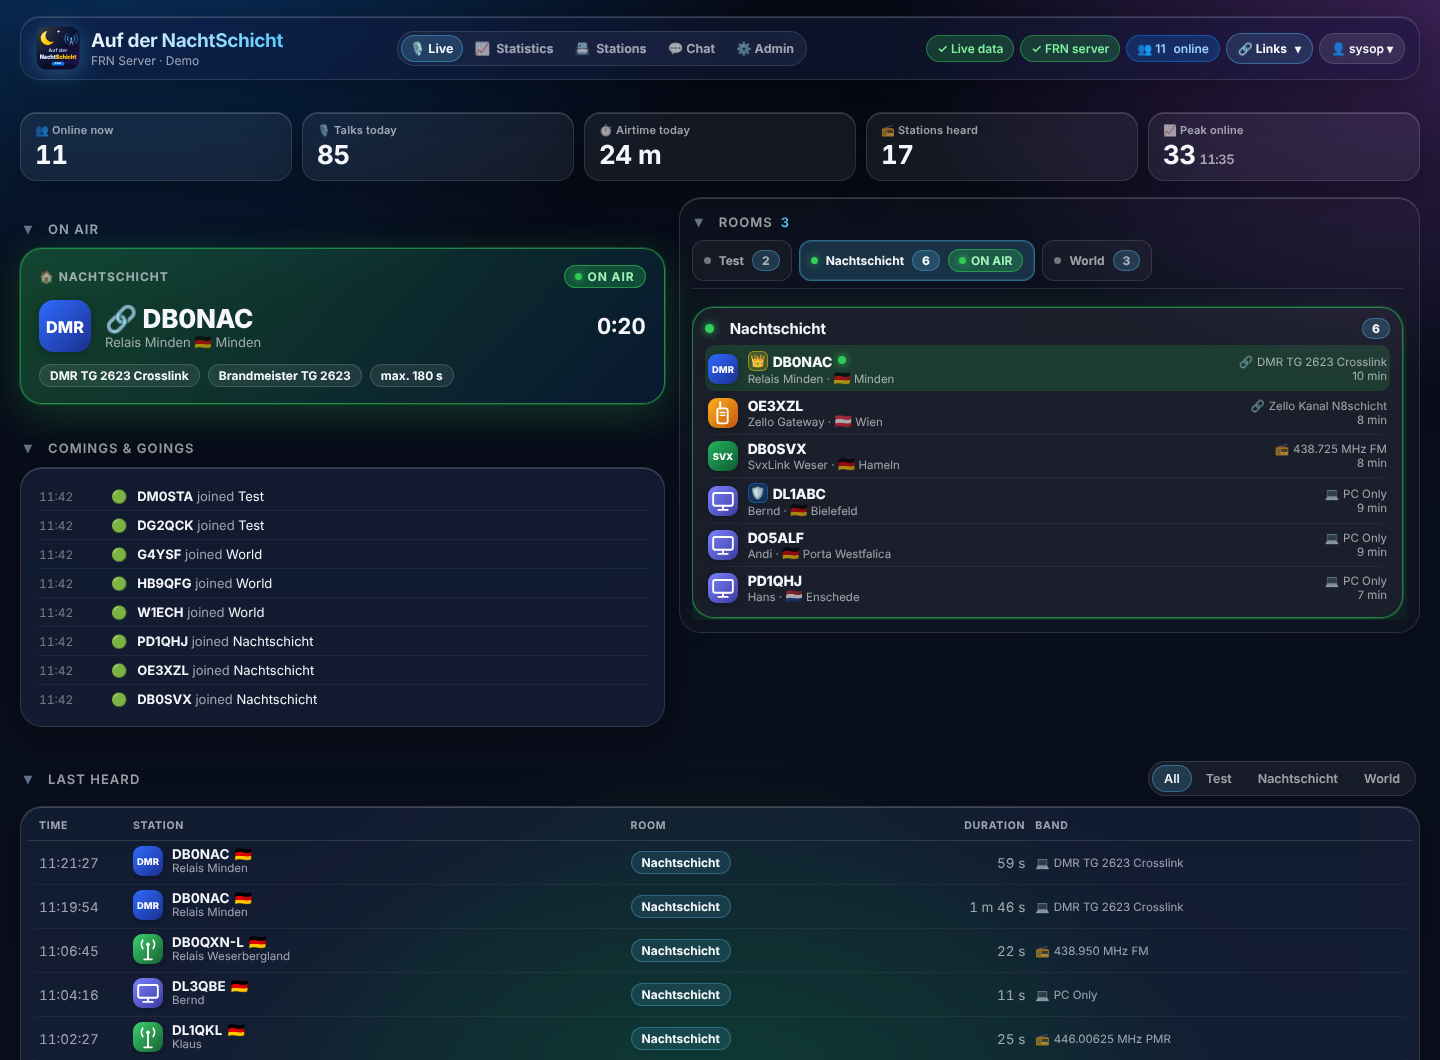 Auf der NachtSchicht
FRN Server · Demo
Live
Statistics
Stations
Chat
Admin
✓ Live data
✓ FRN server
11 online
Links ▾
sysop ▾
Online now
11
Talks today
85
Airtime today
24 m
Stations heard
17
Peak online
33 11:35
▼ ON AIR
NACHTSCHICHT
ON AIR
DMR
DB0NAC
0:20
Relais Minden 🇩🇪 Minden
DMR TG 2623 Crosslink
Brandmeister TG 2623
max. 180 s
▼ COMINGS & GOINGS
11:42 DM0STA joined Test
11:42 DG2QCK joined Test
11:42 G4YSF joined World
11:42 HB9QFG joined World
11:42 W1ECH joined World
11:42 PD1QHJ joined Nachtschicht
11:42 OE3XZL joined Nachtschicht
11:42 DB0SVX joined Nachtschicht
▼ ROOMS 3
Test 2
Nachtschicht 6 ON AIR
World 3
Nachtschicht 6
DMR DB0NAC DMR TG 2623 Crosslink
Relais Minden · 🇩🇪 Minden 10 min
OE3XZL Zello Kanal N8schicht
Zello Gateway · 🇦🇹 Wien 8 min
SVX DB0SVX 438.725 MHz FM
SvxLink Weser · 🇩🇪 Hameln 8 min
DL1ABC PC Only
Bernd · 🇩🇪 Bielefeld 9 min
DO5ALF PC Only
Andi · 🇩🇪 Porta Westfalica 9 min
PD1QHJ PC Only
Hans · 🇳🇱 Enschede 7 min
▼ LAST HEARD
All
Test
Nachtschicht
World
TIME STATION ROOM DURATION BAND
11:21:27 DMR DB0NAC 🇩🇪 Nachtschicht 59 s DMR TG 2623 Crosslink
Relais Minden
11:19:54 DMR DB0NAC 🇩🇪 Nachtschicht 1 m 46 s DMR TG 2623 Crosslink
Relais Minden
11:06:45 DB0QXN-L 🇩🇪 Nachtschicht 22 s 438.950 MHz FM
Relais Weserbergland
11:04:16 DL3QBE 🇩🇪 Nachtschicht 11 s PC Only
Bernd
11:02:27 DL1QKL 🇩🇪 Nachtschicht 25 s 446.00625 MHz PMR
Klaus